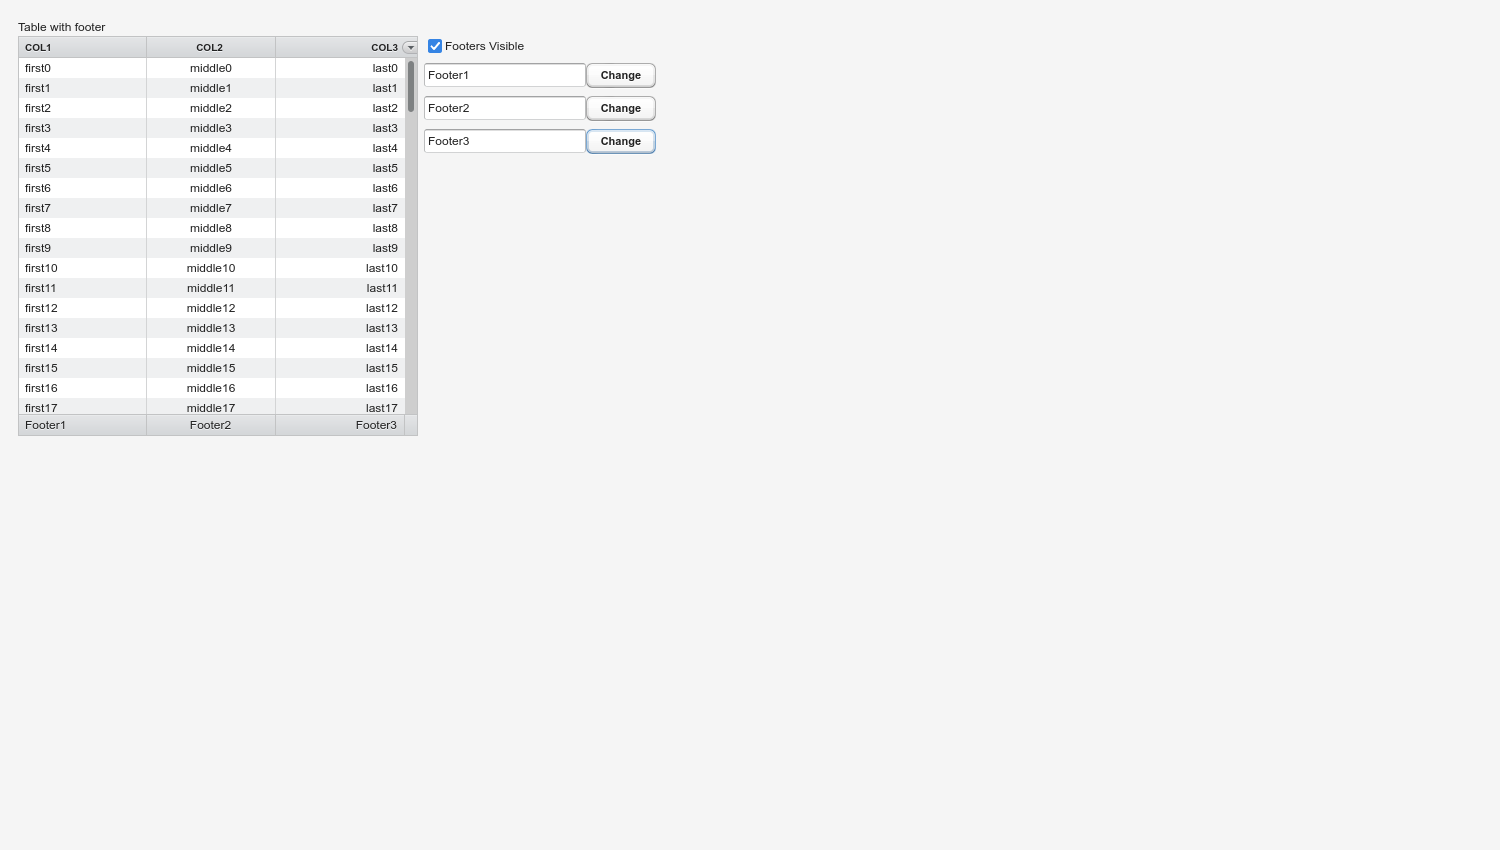 Table with footer
COL1 COL2 COL3
first0 middle0 last0
first1 middle1 last1
first2 middle2 last2
first3 middle3 last3
first4 middle4 last4
first5 middle5 last5
first6 middle6 last6
first7 middle7 last7
first8 middle8 last8
first9 middle9 last9
first10 middle10 last10
first11 middle11 last11
first12 middle12 last12
first13 middle13 last13
first14 middle14 last14
first15 middle15 last15
first16 middle16 last16
first17 middle17 last17
Footer1 Footer2 Footer3
Footers Visible
Footer1 Change
Footer2 Change
Footer3 Change